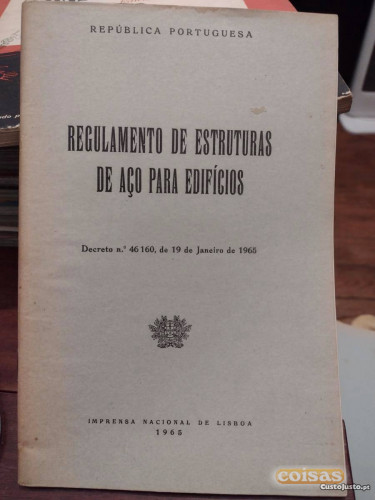 REPÚBLICA PORTUGUESA
REGULAMENTO DE ESTRUTURAS
DE AÇO PARA EDIFÍCIOS
Decreto n.º 46 160, de 19 de Janeiro de 1965
IMPRENSA NACIONAL DE LISBOA
1965
coisas
CustoJusto.pt